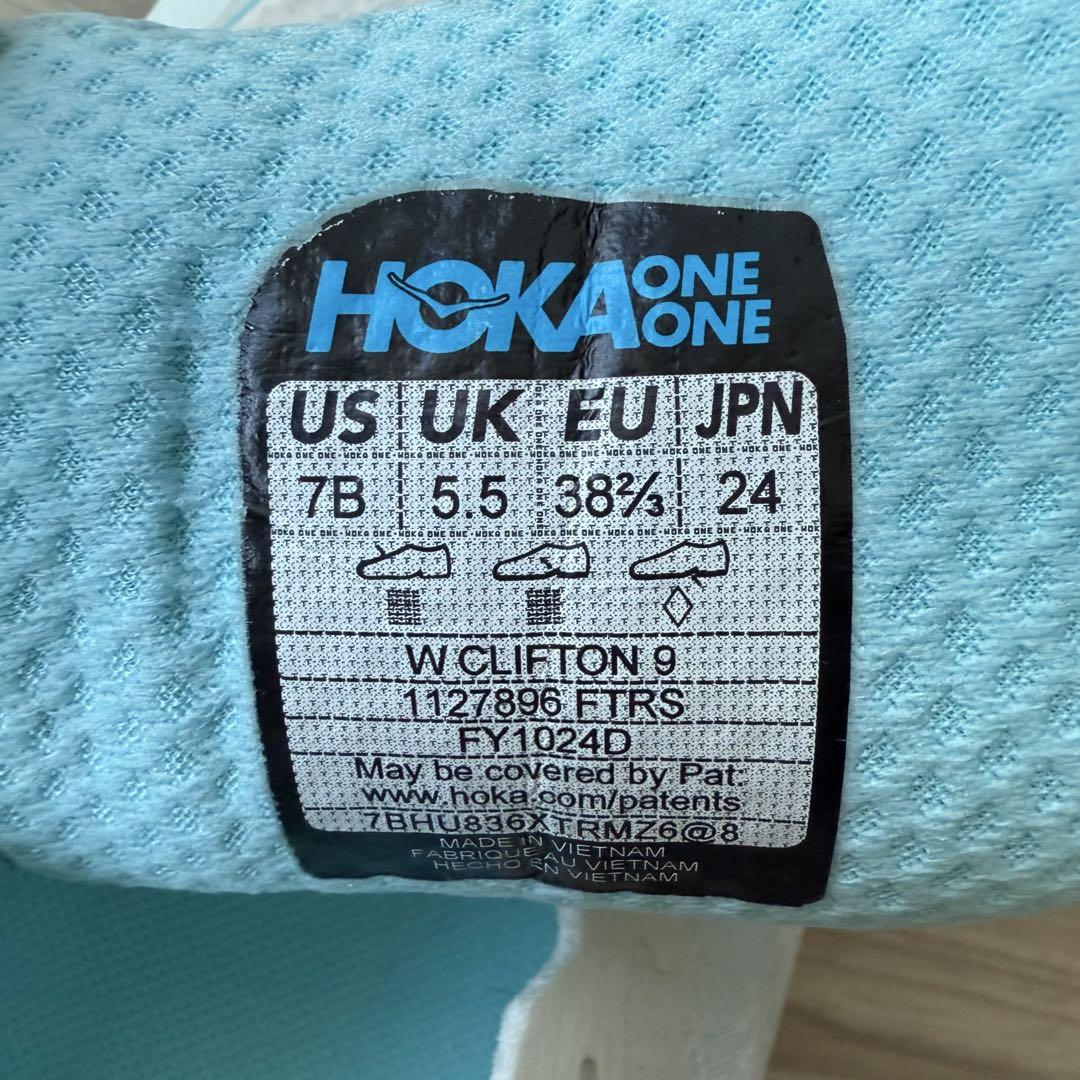 HOKA ONE ONE
US UK EU JPN
7B 5.5 38⅔ 24
W CLIFTON 9
1127896 FTRS
FY1024D
May be covered by Pat:
www.hoka.com/patents
7BHU836XTRMZ6@8
MADE IN VIETNAM
FABRIQUE AU VIETNAM
HECHO EN VIETNAM